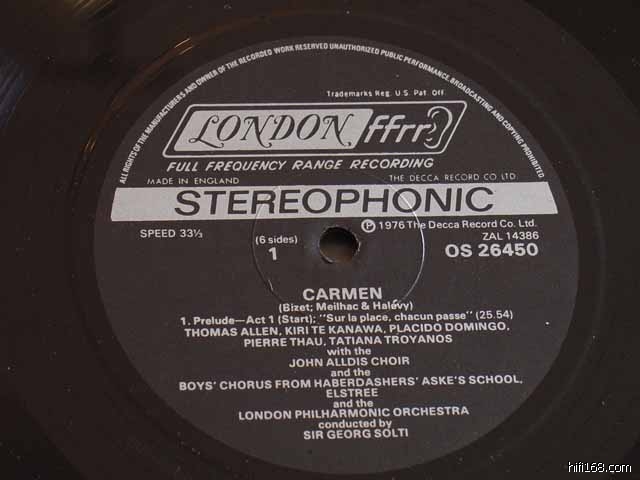 ALL RIGHTS OF THE MANUFACTURERS AND OWNER OF THE RECORDED WORK RESERVED UNAUTHORIZED PUBLIC PERFORMANCE, BROADCASTING AND COPYING PROHIBITED
Trademarks Reg. U.S. Pat. Off.
LONDON ffrr
FULL FREQUENCY RANGE RECORDING
MADE IN ENGLAND THE DECCA RECORD CO LTD
STEREOPHONIC
SPEED 33⅓ (6 sides) Ⓟ 1976 The Decca Record Co. Ltd.
1 ZAL 14386
OS 26450
CARMEN
(Bizet; Meilhac & Halévy)
1. Prelude—Act 1 (Start); "Sur la place, chacun passe" (25.54)
THOMAS ALLEN, KIRI TE KANAWA, PLACIDO DOMINGO,
PIERRE THAU, TATIANA TROYANOS
with the
JOHN ALLDIS CHOIR
and the
BOYS' CHORUS FROM HABERDASHERS' ASKE'S SCHOOL,
ELSTREE
and the
LONDON PHILHARMONIC ORCHESTRA
conducted by
SIR GEORG SOLTI
hifi168.com